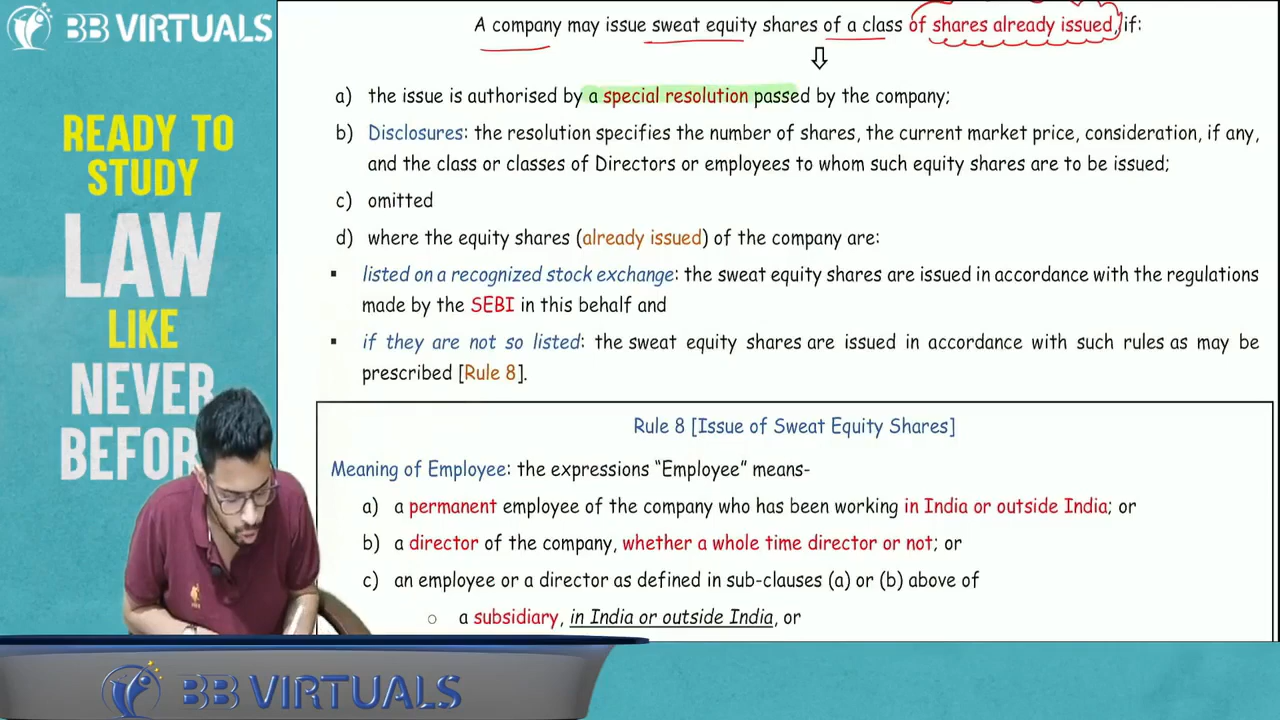 BB VIRTUALS
READY TO
STUDY
LAW
LIKE
NEVER
BEFOR
A company may issue sweat equity shares of a class of shares already issued, if:
a) the issue is authorised by a special resolution passed by the company;
b) Disclosures: the resolution specifies the number of shares, the current market price, consideration, if any,
and the class or classes of Directors or employees to whom such equity shares are to be issued;
c) omitted
d) where the equity shares (already issued) of the company are:
▪ listed on a recognized stock exchange: the sweat equity shares are issued in accordance with the regulations
made by the SEBI in this behalf and
▪ if they are not so listed: the sweat equity shares are issued in accordance with such rules as may be
prescribed [Rule 8].
Rule 8 [Issue of Sweat Equity Shares]
Meaning of Employee: the expressions “Employee” means-
a) a permanent employee of the company who has been working in India or outside India; or
b) a director of the company, whether a whole time director or not; or
c) an employee or a director as defined in sub-clauses (a) or (b) above of
○ a subsidiary, in India or outside India, or
BB VIRTUALS